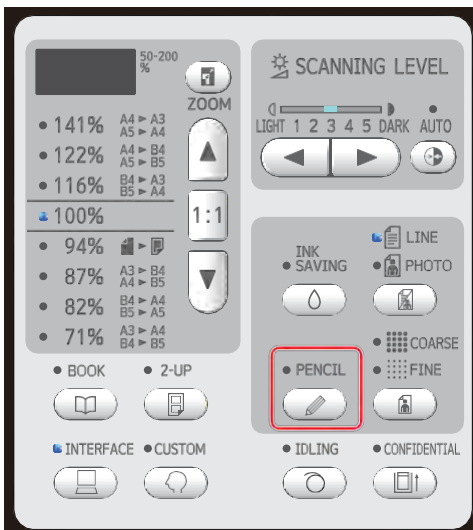 50-200
%
ZOOM
141% A4 ► A3
A5 ► A4
122% A4 ► B4
A5 ► B5
116% B4 ► A3
B5 ► A4
100%
1:1
94%
87% A3 ► B4
A4 ► B5
82% B4 ► A4
B5 ► A5
71% A3 ► A4
B4 ► B5
BOOK
2-UP
INTERFACE
CUSTOM
SCANNING LEVEL
LIGHT 1 2 3 4 5 DARK AUTO
INK
SAVING
LINE
PHOTO
COARSE
FINE
PENCIL
IDLING
CONFIDENTIAL